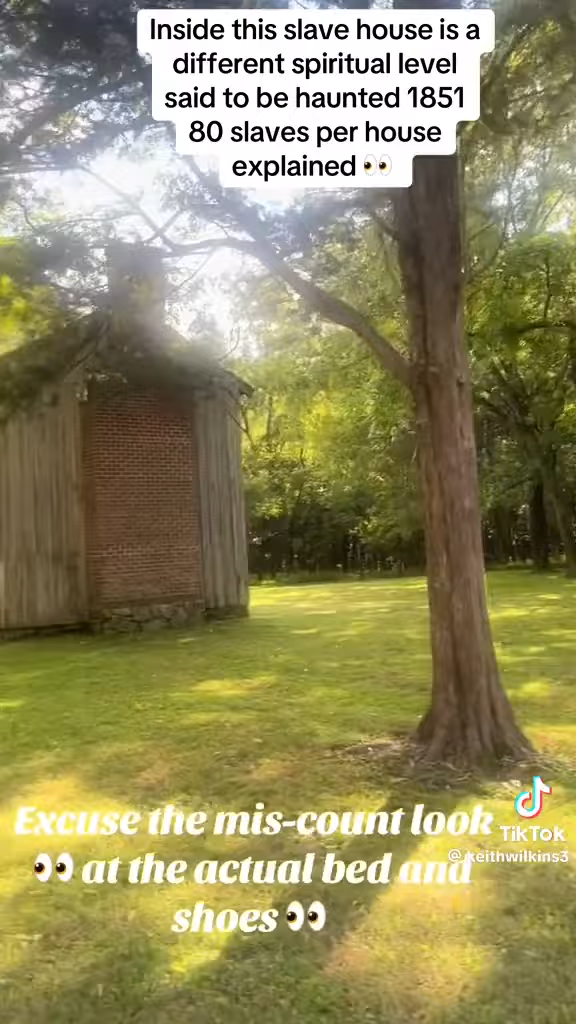 Inside this slave house is a
different spiritual level
said to be haunted 1851
80 slaves per house
explained 👀
Excuse the mis-count look
👀 at the actual bed and
shoes 👀
TikTok
@keithwilkins3